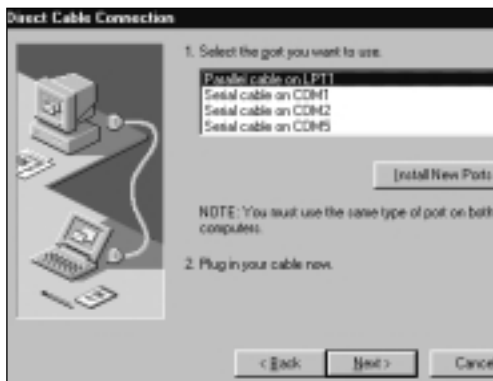 Direct Cable Connection
1. Select the port you want to use.
Parallel cable on LPT1
Serial cable on COM1
Serial cable on COM2
Serial cable on COM5
Install New Ports
NOTE: You must use the same type of port on both
computers.
2. Plug in your cable now.
< Back
Next >
Cance